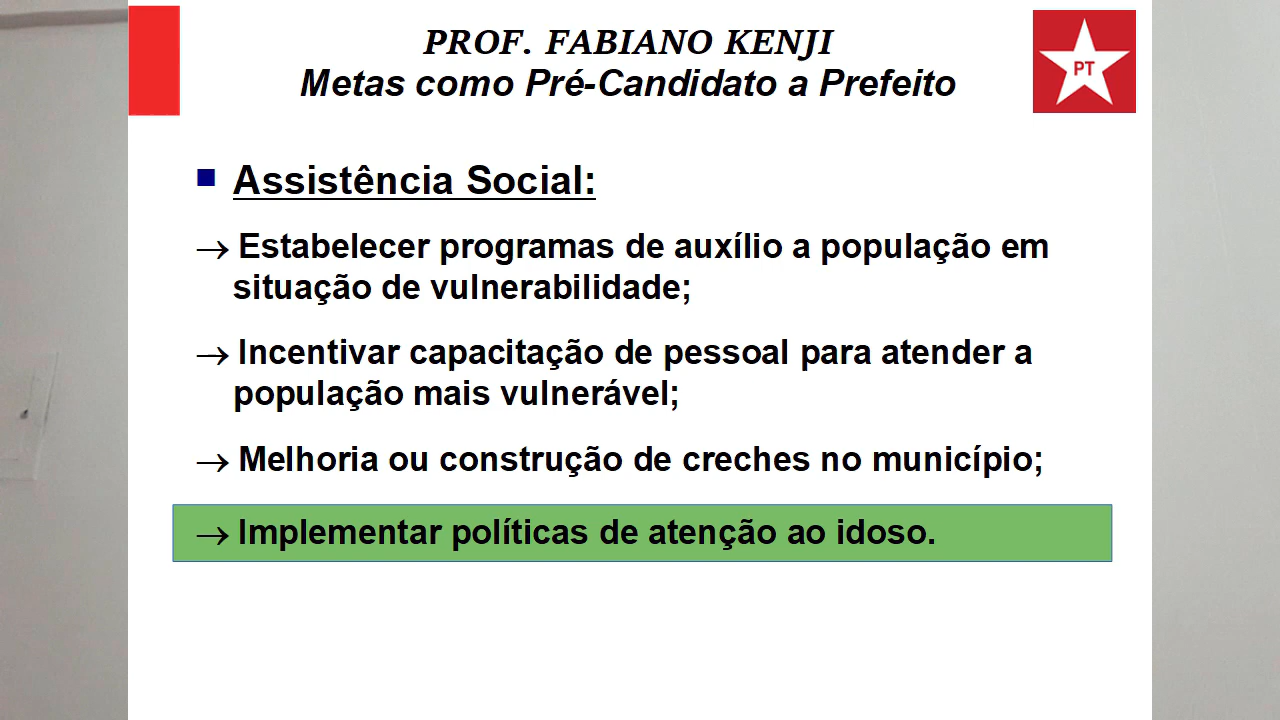 PROF. FABIANO KENJI
Metas como Pré-Candidato a Prefeito
PT
Assistência Social:
→ Estabelecer programas de auxílio a população em
situação de vulnerabilidade;
→ Incentivar capacitação de pessoal para atender a
população mais vulnerável;
→ Melhoria ou construção de creches no município;
→ Implementar políticas de atenção ao idoso.